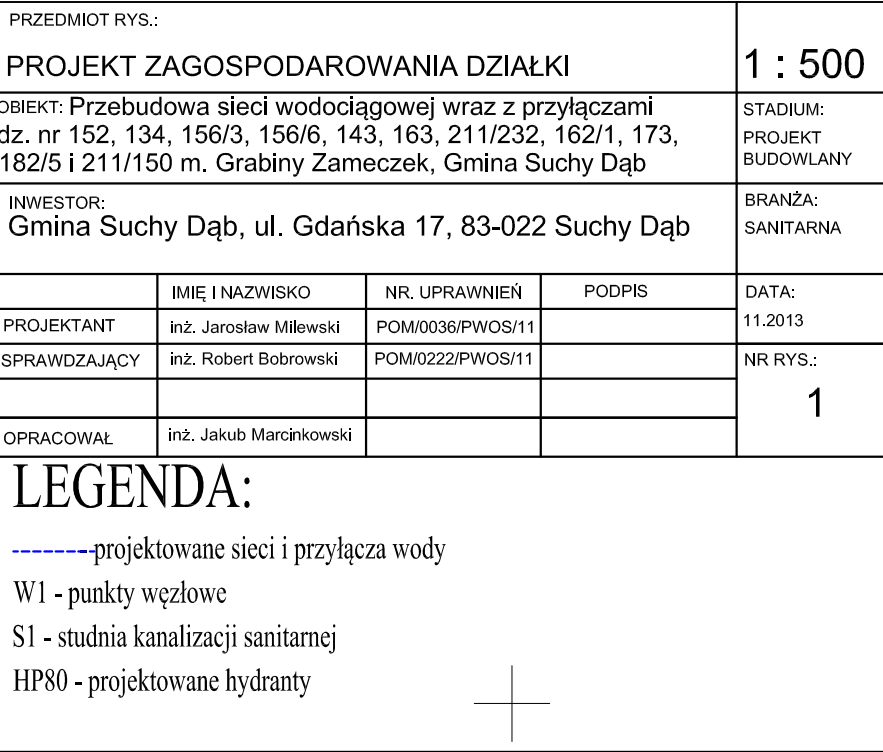 PRZEDMIOT RYS.:
PROJEKT ZAGOSPODAROWANIA DZIAŁKI
1 : 500
OBIEKT: Przebudowa sieci wodociągowej wraz z przyłączami
dz. nr 152, 134, 156/3, 156/6, 143, 163, 211/232, 162/1, 173,
182/5 i 211/150 m. Grabiny Zameczek, Gmina Suchy Dąb
STADIUM:
PROJEKT
BUDOWLANY
INWESTOR:
Gmina Suchy Dąb, ul. Gdańska 17, 83-022 Suchy Dąb
BRANŻA:
SANITARNA
IMIĘ I NAZWISKO NR. UPRAWNIEŃ PODPIS
DATA:
11.2013
PROJEKTANT inż. Jarosław Milewski POM/0036/PWOS/11
SPRAWDZAJĄCY inż. Robert Bobrowski POM/0222/PWOS/11
NR RYS.:
1
OPRACOWAŁ inż. Jakub Marcinkowski
LEGENDA:
--------projektowane sieci i przyłącza wody
W1 - punkty węzłowe
S1 - studnia kanalizacji sanitarnej
HP80 - projektowane hydranty